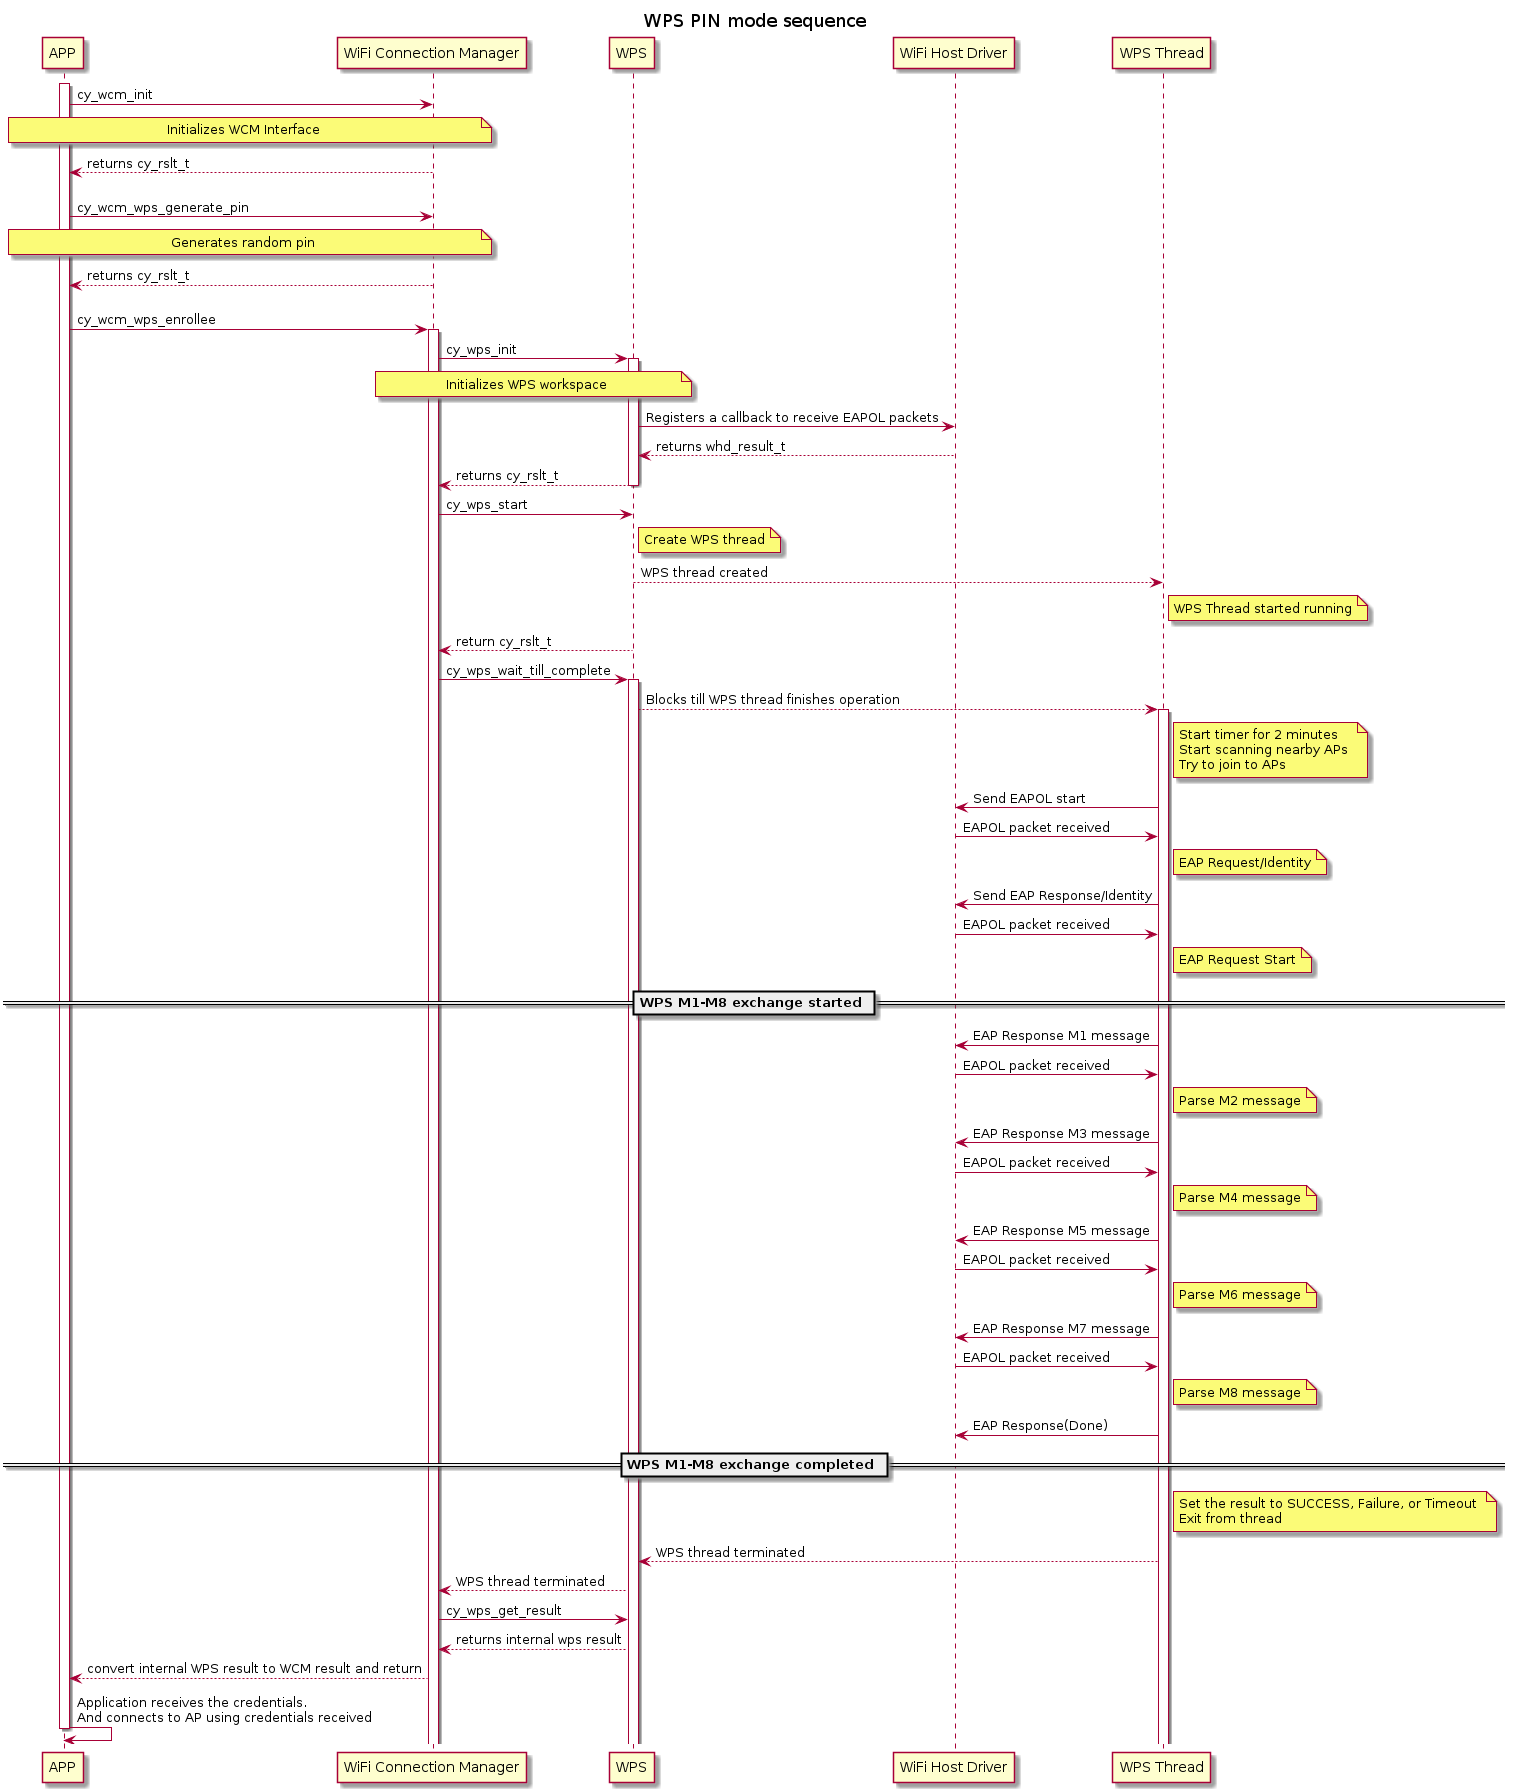 WPS PIN mode sequence
APP
WiFi Connection Manager
WPS
WiFi Host Driver
WPS Thread
cy_wcm_init
Initializes WCM Interface
returns cy_rslt_t
cy_wcm_wps_generate_pin
Generates random pin
returns cy_rslt_t
cy_wcm_wps_enrollee
cy_wps_init
Initializes WPS workspace
Registers a callback to receive EAPOL packets
returns whd_result_t
returns cy_rslt_t
cy_wps_start
Create WPS thread
WPS thread created
WPS Thread started running
return cy_rslt_t
cy_wps_wait_till_complete
Blocks till WPS thread finishes operation
Start timer for 2 minutes
Start scanning nearby APs
Try to join to APs
Send EAPOL start
EAPOL packet received
EAP Request/Identity
Send EAP Response/Identity
EAPOL packet received
EAP Request Start
WPS M1-M8 exchange started
EAP Response M1 message
EAPOL packet received
Parse M2 message
EAP Response M3 message
EAPOL packet received
Parse M4 message
EAP Response M5 message
EAPOL packet received
Parse M6 message
EAP Response M7 message
EAPOL packet received
Parse M8 message
EAP Response(Done)
WPS M1-M8 exchange completed
Set the result to SUCCESS, Failure, or Timeout
Exit from thread
WPS thread terminated
WPS thread terminated
cy_wps_get_result
returns internal wps result
convert internal WPS result to WCM result and return
Application receives the credentials.
And connects to AP using credentials received
APP
WiFi Connection Manager
WPS
WiFi Host Driver
WPS Thread